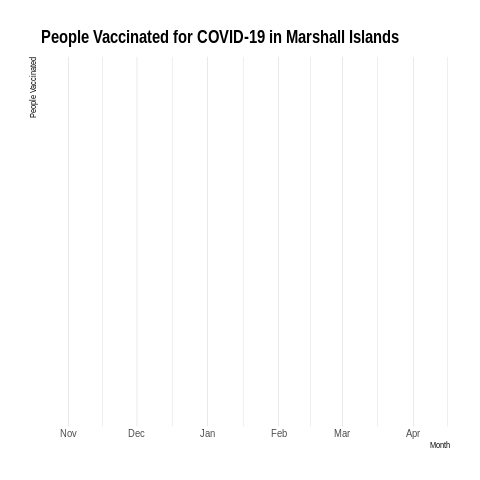 People Vaccinated for COVID-19 in Marshall Islands
People Vaccinated
Nov Dec Jan Feb Mar Apr
Month